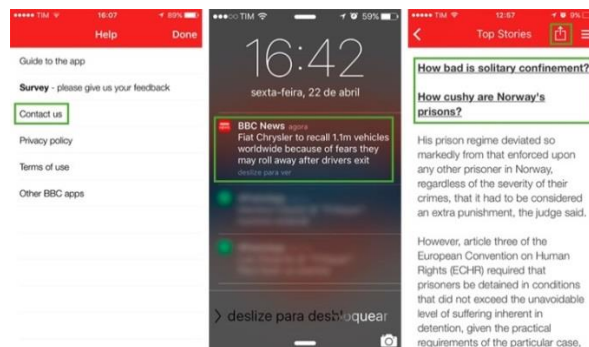 TIM 16:07 89%
Help Done
Guide to the app
Survey - please give us your feedback
Contact us
Privacy policy
Terms of use
Other BBC apps
TIM 59%
16:42
sexta-feira, 22 de abril
BBC News agora
Fiat Chrysler to recall 1.1m vehicles
worldwide because of fears they
may roll away after drivers exit
deslize para ver
deslize para desbloquear
TIM 12:57 9%
Top Stories
How bad is solitary confinement?
How cushy are Norway's
prisons?
His prison regime deviated so
markedly from that enforced upon
any other prisoner in Norway,
regardless of the severity of their
crimes, that it had to be considered
an extra punishment, the judge said.
However, article three of the
European Convention on Human
Rights (ECHR) required that
prisoners be detained in conditions
that did not exceed the unavoidable
level of suffering inherent in
detention, given the practical
requirements of the particular case,